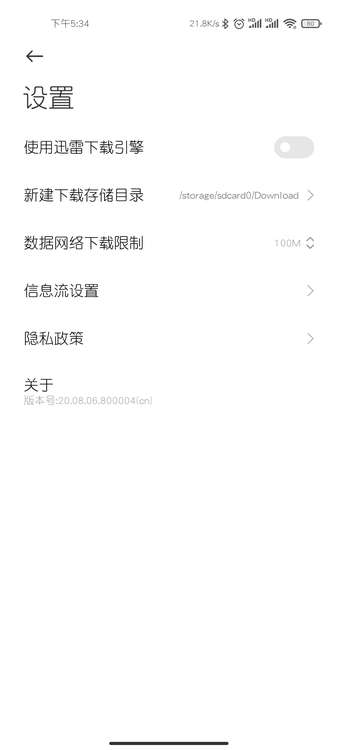 下午5:34
21.8K/s
HD
HD
80
设置
使用迅雷下载引擎
新建下载存储目录 /storage/sdcard0/Download
数据网络下载限制 100M
信息流设置
隐私政策
关于
版本号:20.08.06.800004(cn)